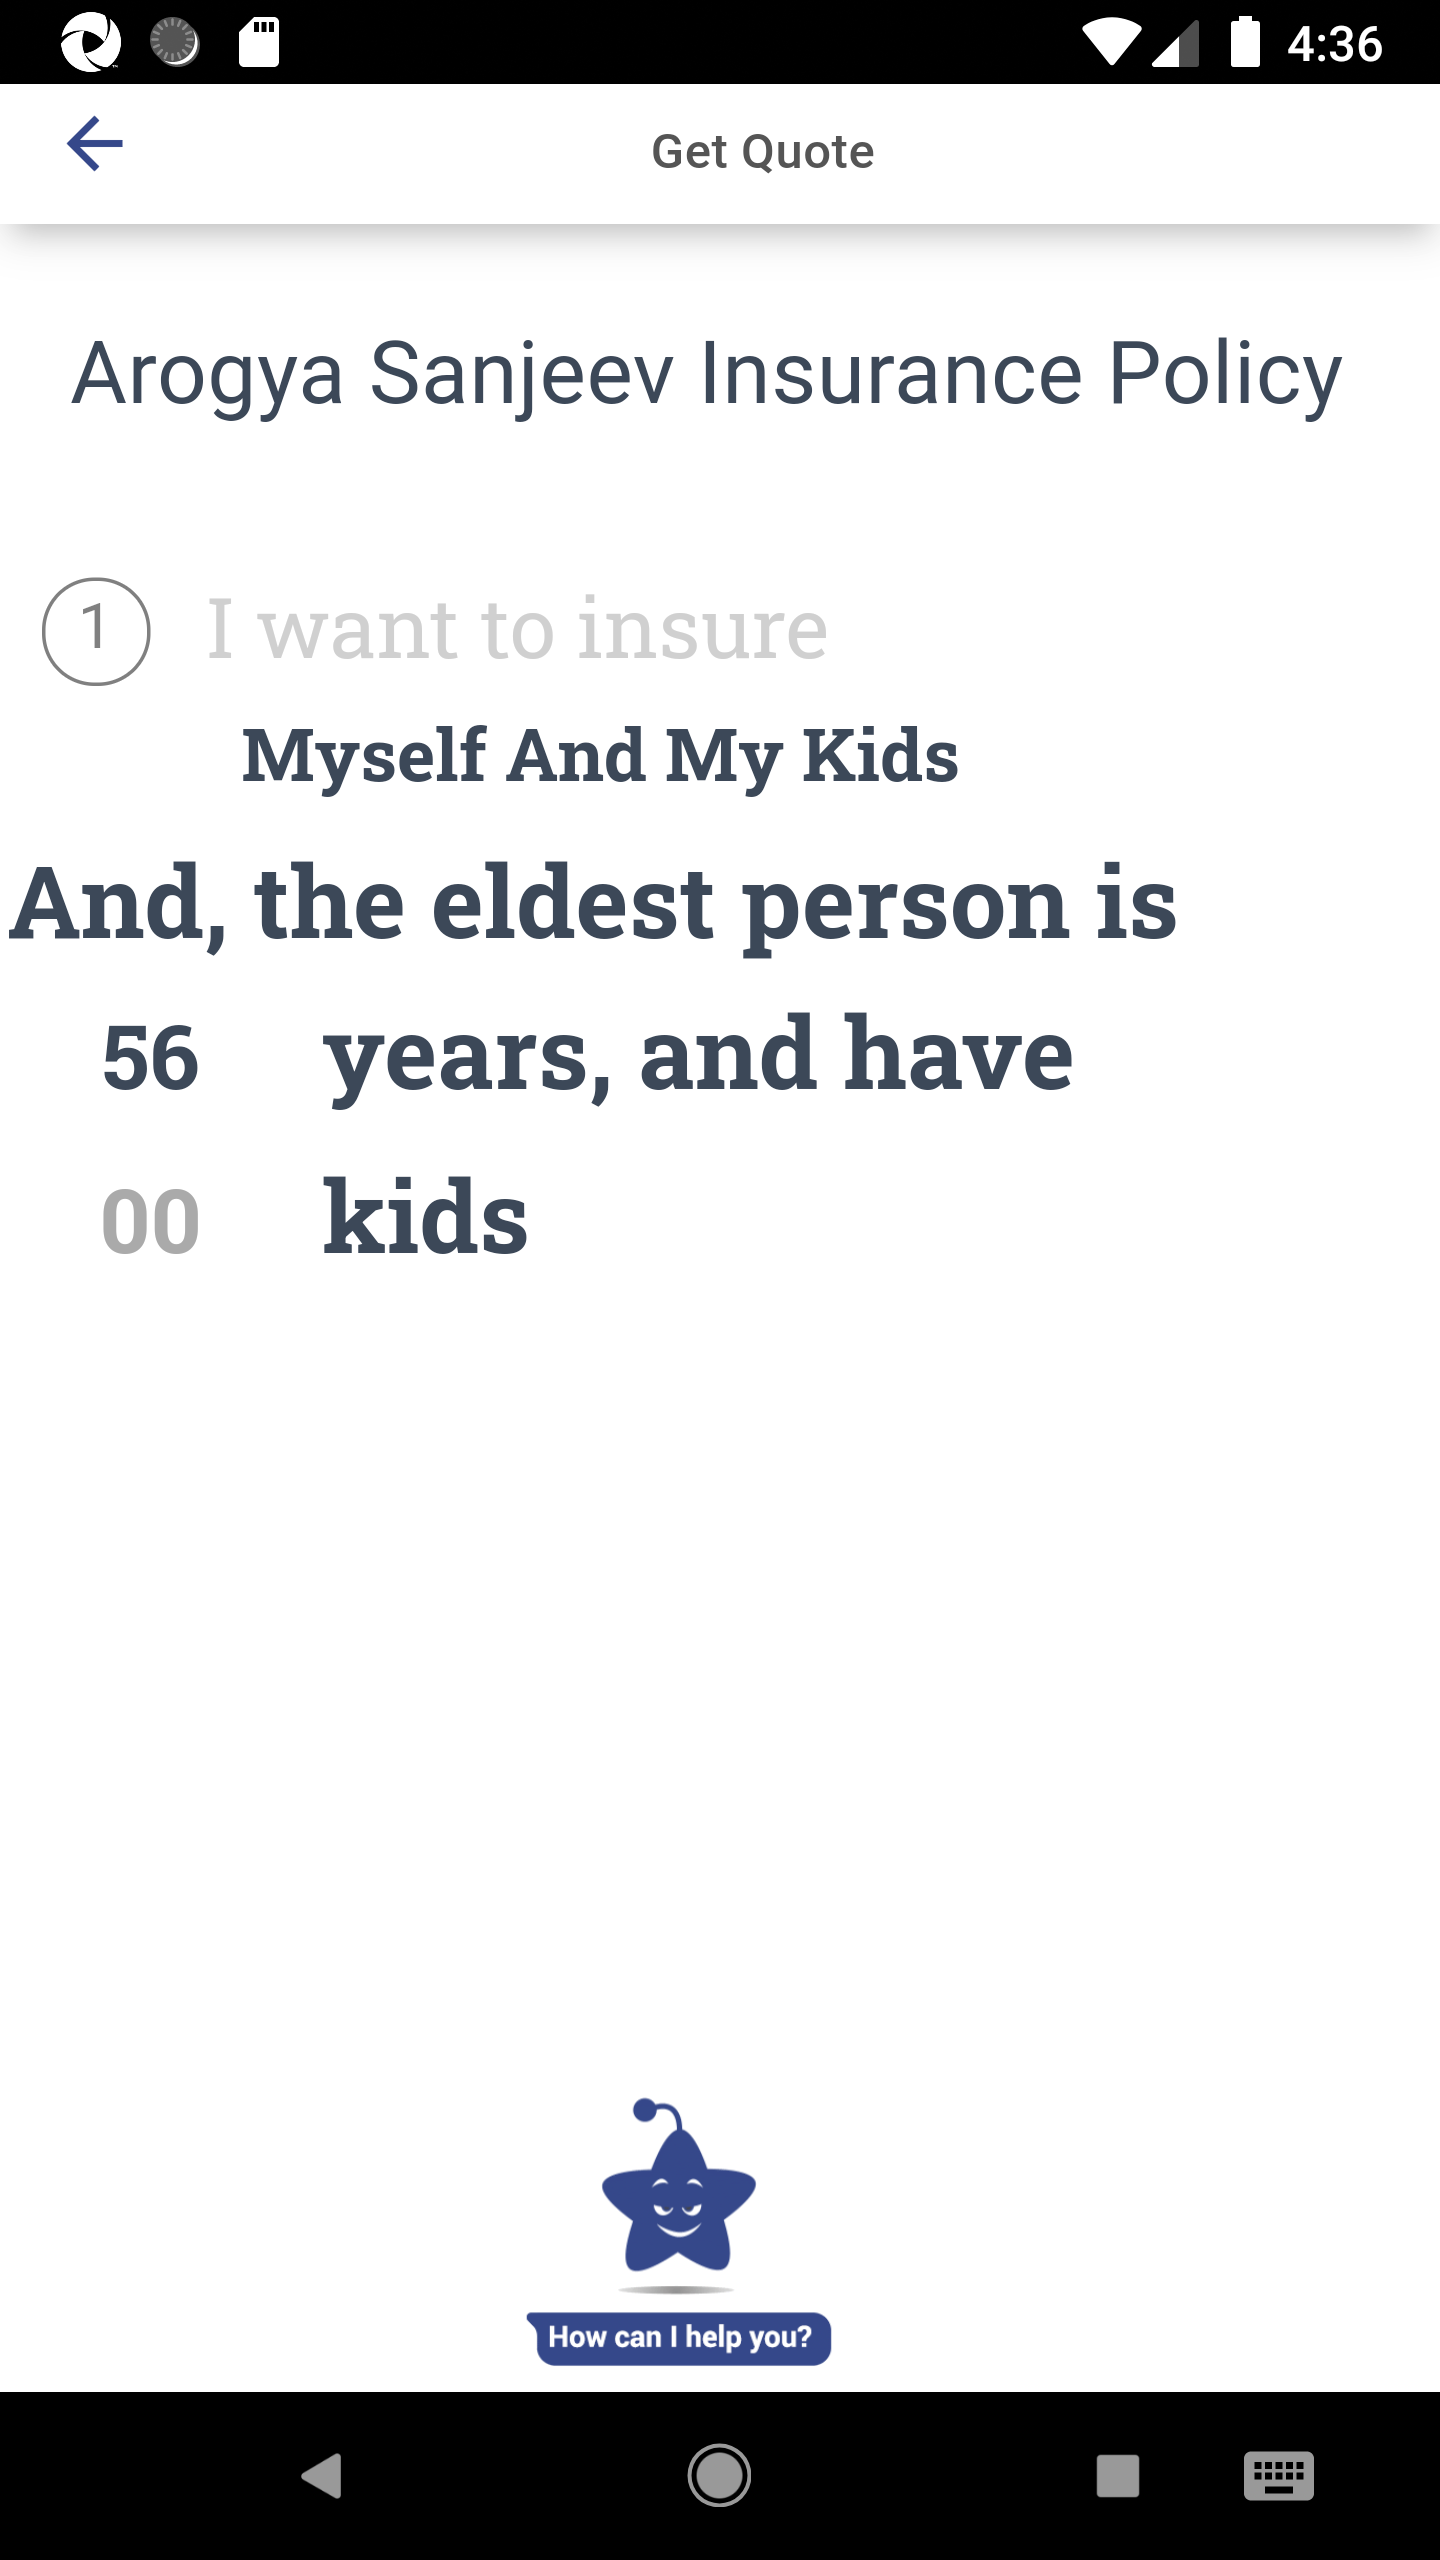 4:36
Get Quote
Arogya Sanjeev Insurance Policy
1 I want to insure
Myself And My Kids
And, the eldest person is
56 years, and have
00 kids
How can I help you?